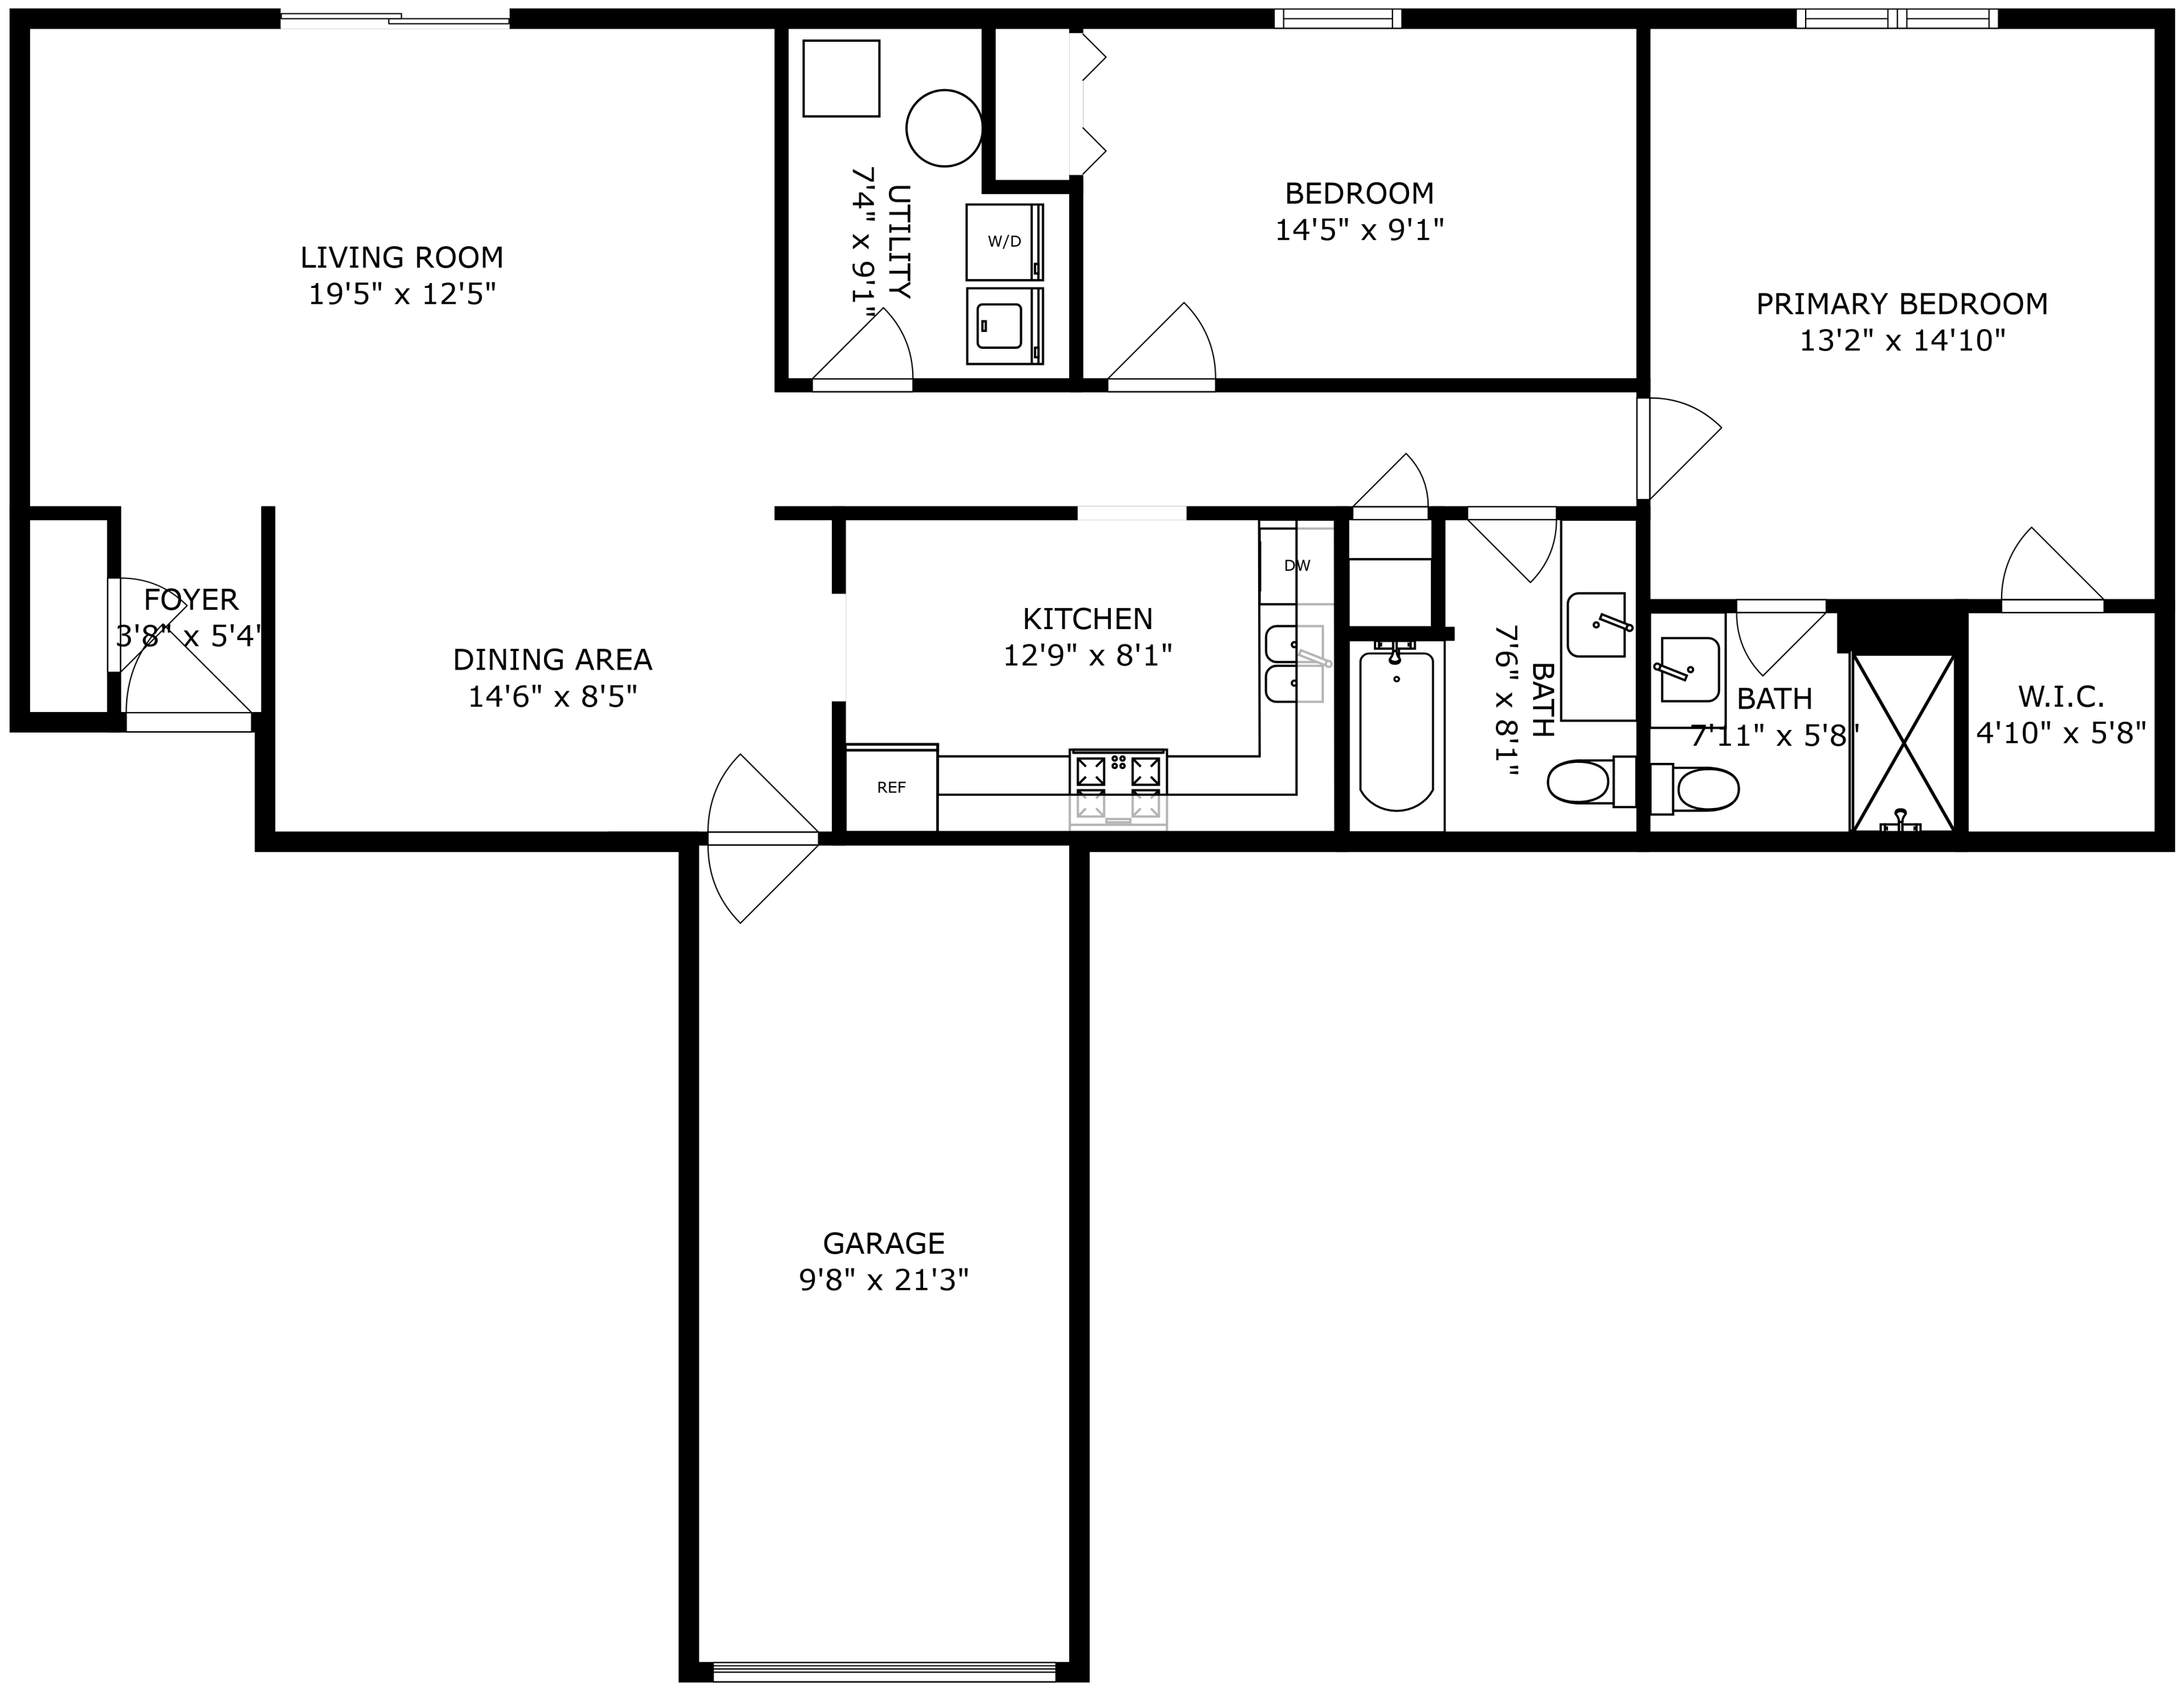 LIVING ROOM
19'5" x 12'5"
UTILITY
7'4" x 9'1"
W/D
BEDROOM
14'5" x 9'1"
PRIMARY BEDROOM
13'2" x 14'10"
FOYER
3'8" x 5'4"
DINING AREA
14'6" x 8'5"
KITCHEN
12'9" x 8'1"
DW
REF
BATH
7'6" x 8'1"
BATH
7'11" x 5'8"
W.I.C.
4'10" x 5'8"
GARAGE
9'8" x 21'3"